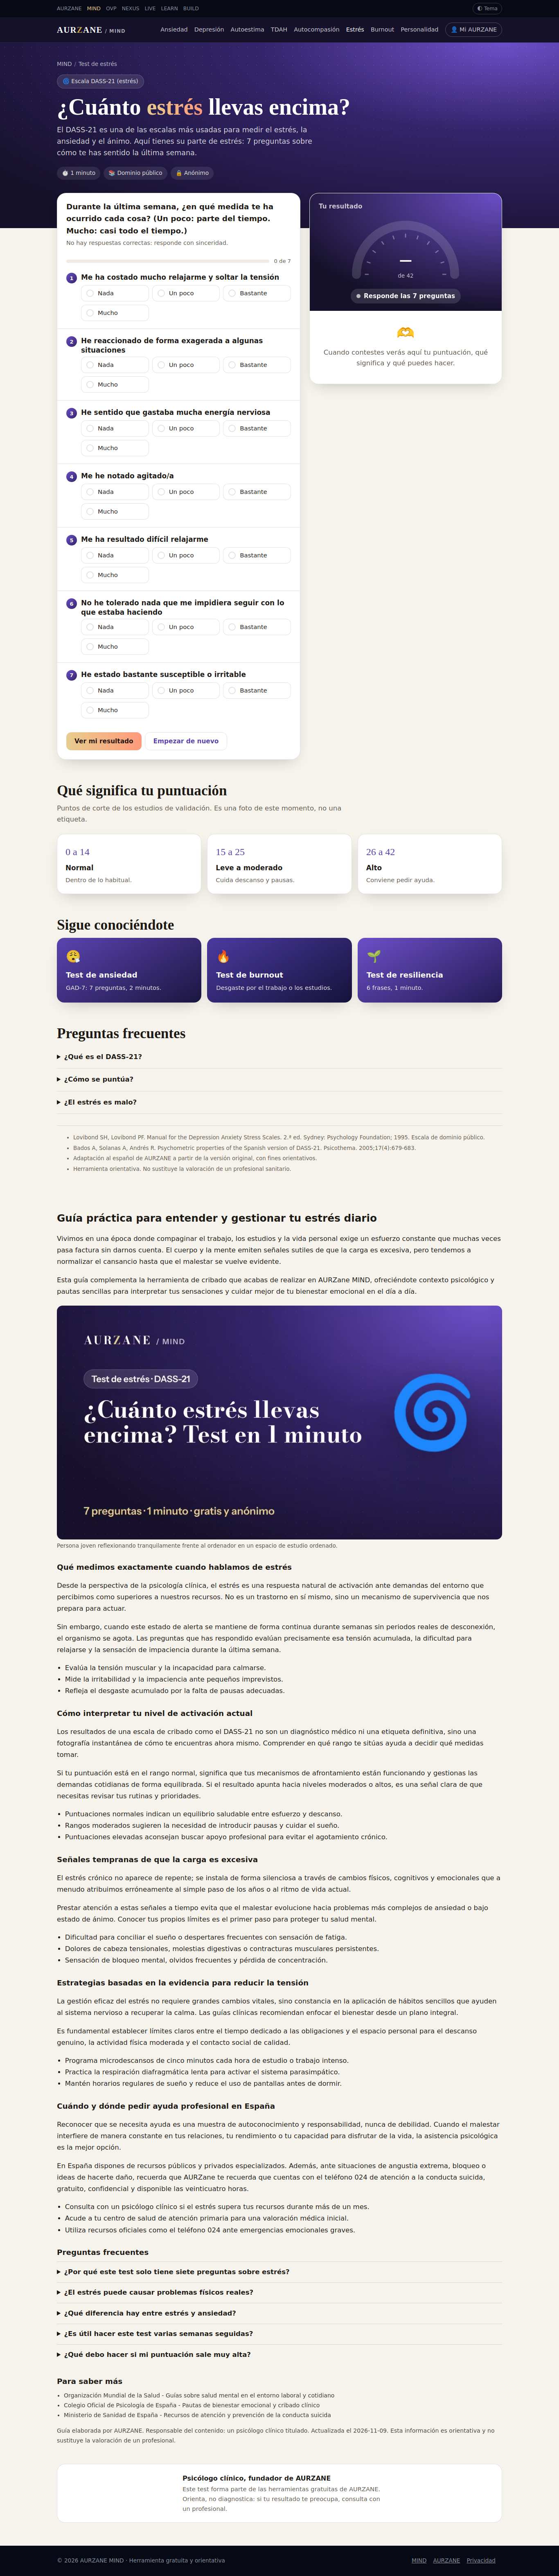 AURZANE MIND OVP NEXUS LIVE LEARN BUILD
Tema
AURZANE / MIND
Ansiedad Depresión Autoestima TDAH Autocompasión Estrés Burnout Personalidad Mi AURZANE
MIND / Test de estrés
Escala DASS-21 (estrés)
¿Cuánto estrés llevas encima?
El DASS-21 es una de las escalas más usadas para medir el estrés, la
ansiedad y el ánimo. Aquí tienes su parte de estrés: 7 preguntas sobre
cómo te has sentido la última semana.
1 minuto Dominio público Anónimo
Durante la última semana, ¿en qué medida te ha
ocurrido cada cosa? (Un poco: parte del tiempo.
Mucho: casi todo el tiempo.)
No hay respuestas correctas: responde con sinceridad.
0 de 7
1 Me ha costado mucho relajarme y soltar la tensión
Nada Un poco Bastante
Mucho
2 He reaccionado de forma exagerada a algunas
situaciones
Nada Un poco Bastante
Mucho
3 He sentido que gastaba mucha energía nerviosa
Nada Un poco Bastante
Mucho
4 Me he notado agitado/a
Nada Un poco Bastante
Mucho
5 Me ha resultado difícil relajarme
Nada Un poco Bastante
Mucho
6 No he tolerado nada que me impidiera seguir con lo
que estaba haciendo
Nada Un poco Bastante
Mucho
7 He estado bastante susceptible o irritable
Nada Un poco Bastante
Mucho
Ver mi resultado Empezar de nuevo
Tu resultado
—
de 42
Responde las 7 preguntas
Cuando contestes verás aquí tu puntuación, qué
significa y qué puedes hacer.
Qué significa tu puntuación
Puntos de corte de los estudios de validación. Es una foto de este momento, no una
etiqueta.
0 a 14
Normal
Dentro de lo habitual.
15 a 25
Leve a moderado
Cuida descanso y pausas.
26 a 42
Alto
Conviene pedir ayuda.
Sigue conociéndote
Test de ansiedad
GAD-7: 7 preguntas, 2 minutos.
Test de burnout
Desgaste por el trabajo o los estudios.
Test de resiliencia
6 frases, 1 minuto.
Preguntas frecuentes
¿Qué es el DASS-21?
¿Cómo se puntúa?
¿El estrés es malo?
Lovibond SH, Lovibond PF. Manual for the Depression Anxiety Stress Scales. 2.ª ed. Sydney: Psychology Foundation; 1995. Escala de dominio público.
Bados A, Solanas A, Andrés R. Psychometric properties of the Spanish version of DASS-21. Psicothema. 2005;17(4):679-683.
Adaptación al español de AURZANE a partir de la versión original, con fines orientativos.
Herramienta orientativa. No sustituye la valoración de un profesional sanitario.
Guía práctica para entender y gestionar tu estrés diario
Vivimos en una época donde compaginar el trabajo, los estudios y la vida personal exige un esfuerzo constante que muchas veces
pasa factura sin darnos cuenta. El cuerpo y la mente emiten señales sutiles de que la carga es excesiva, pero tendemos a
normalizar el cansancio hasta que el malestar se vuelve evidente.
Esta guía complementa la herramienta de cribado que acabas de realizar en AURZane MIND, ofreciéndote contexto psicológico y
pautas sencillas para interpretar tus sensaciones y cuidar mejor de tu bienestar emocional en el día a día.
AURZANE / MIND
Test de estrés · DASS-21
¿Cuánto estrés llevas
encima? Test en 1 minuto
7 preguntas · 1 minuto · gratis y anónimo
Persona joven reflexionando tranquilamente frente al ordenador en un espacio de estudio ordenado.
Qué medimos exactamente cuando hablamos de estrés
Desde la perspectiva de la psicología clínica, el estrés es una respuesta natural de activación ante demandas del entorno que
percibimos como superiores a nuestros recursos. No es un trastorno en sí mismo, sino un mecanismo de supervivencia que nos
prepara para actuar.
Sin embargo, cuando este estado de alerta se mantiene de forma continua durante semanas sin periodos reales de desconexión,
el organismo se agota. Las preguntas que has respondido evalúan precisamente esa tensión acumulada, la dificultad para
relajarse y la sensación de impaciencia durante la última semana.
Evalúa la tensión muscular y la incapacidad para calmarse.
Mide la irritabilidad y la impaciencia ante pequeños imprevistos.
Refleja el desgaste acumulado por la falta de pausas adecuadas.
Cómo interpretar tu nivel de activación actual
Los resultados de una escala de cribado como el DASS-21 no son un diagnóstico médico ni una etiqueta definitiva, sino una
fotografía instantánea de cómo te encuentras ahora mismo. Comprender en qué rango te sitúas ayuda a decidir qué medidas
tomar.
Si tu puntuación está en el rango normal, significa que tus mecanismos de afrontamiento están funcionando y gestionas las
demandas cotidianas de forma equilibrada. Si el resultado apunta hacia niveles moderados o altos, es una señal clara de que
necesitas revisar tus rutinas y prioridades.
Puntuaciones normales indican un equilibrio saludable entre esfuerzo y descanso.
Rangos moderados sugieren la necesidad de introducir pausas y cuidar el sueño.
Puntuaciones elevadas aconsejan buscar apoyo profesional para evitar el agotamiento crónico.
Señales tempranas de que la carga es excesiva
El estrés crónico no aparece de repente; se instala de forma silenciosa a través de cambios físicos, cognitivos y emocionales que a
menudo atribuimos erróneamente al simple paso de los años o al ritmo de vida actual.
Prestar atención a estas señales a tiempo evita que el malestar evolucione hacia problemas más complejos de ansiedad o bajo
estado de ánimo. Conocer tus propios límites es el primer paso para proteger tu salud mental.
Dificultad para conciliar el sueño o despertares frecuentes con sensación de fatiga.
Dolores de cabeza tensionales, molestias digestivas o contracturas musculares persistentes.
Sensación de bloqueo mental, olvidos frecuentes y pérdida de concentración.
Estrategias basadas en la evidencia para reducir la tensión
La gestión eficaz del estrés no requiere grandes cambios vitales, sino constancia en la aplicación de hábitos sencillos que ayuden
al sistema nervioso a recuperar la calma. Las guías clínicas recomiendan enfocar el bienestar desde un plano integral.
Es fundamental establecer límites claros entre el tiempo dedicado a las obligaciones y el espacio personal para el descanso
genuino, la actividad física moderada y el contacto social de calidad.
Programa microdescansos de cinco minutos cada hora de estudio o trabajo intenso.
Practica la respiración diafragmática lenta para activar el sistema parasimpático.
Mantén horarios regulares de sueño y reduce el uso de pantallas antes de dormir.
Cuándo y dónde pedir ayuda profesional en España
Reconocer que se necesita ayuda es una muestra de autoconocimiento y responsabilidad, nunca de debilidad. Cuando el malestar
interfiere de manera constante en tus relaciones, tu rendimiento o tu capacidad para disfrutar de la vida, la asistencia psicológica
es la mejor opción.
En España dispones de recursos públicos y privados especializados. Además, ante situaciones de angustia extrema, bloqueo o
ideas de hacerte daño, recuerda que AURZane te recuerda que cuentas con el teléfono 024 de atención a la conducta suicida,
gratuito, confidencial y disponible las veinticuatro horas.
Consulta con un psicólogo clínico si el estrés supera tus recursos durante más de un mes.
Acude a tu centro de salud de atención primaria para una valoración médica inicial.
Utiliza recursos oficiales como el teléfono 024 ante emergencias emocionales graves.
Preguntas frecuentes
¿Por qué este test solo tiene siete preguntas sobre estrés?
¿El estrés puede causar problemas físicos reales?
¿Qué diferencia hay entre estrés y ansiedad?
¿Es útil hacer este test varias semanas seguidas?
¿Qué debo hacer si mi puntuación sale muy alta?
Para saber más
Organización Mundial de la Salud - Guías sobre salud mental en el entorno laboral y cotidiano
Colegio Oficial de Psicología de España - Pautas de bienestar emocional y cribado clínico
Ministerio de Sanidad de España - Recursos de atención y prevención de la conducta suicida
Guía elaborada por AURZANE. Responsable del contenido: un psicólogo clínico titulado. Actualizada el 2026-11-09. Esta información es orientativa y no
sustituye la valoración de un profesional.
Psicólogo clínico, fundador de AURZANE
Este test forma parte de las herramientas gratuitas de AURZANE.
Orienta, no diagnostica: si tu resultado te preocupa, consulta con
un profesional.
© 2026 AURZANE MIND · Herramienta gratuita y orientativa
MIND AURZANE Privacidad